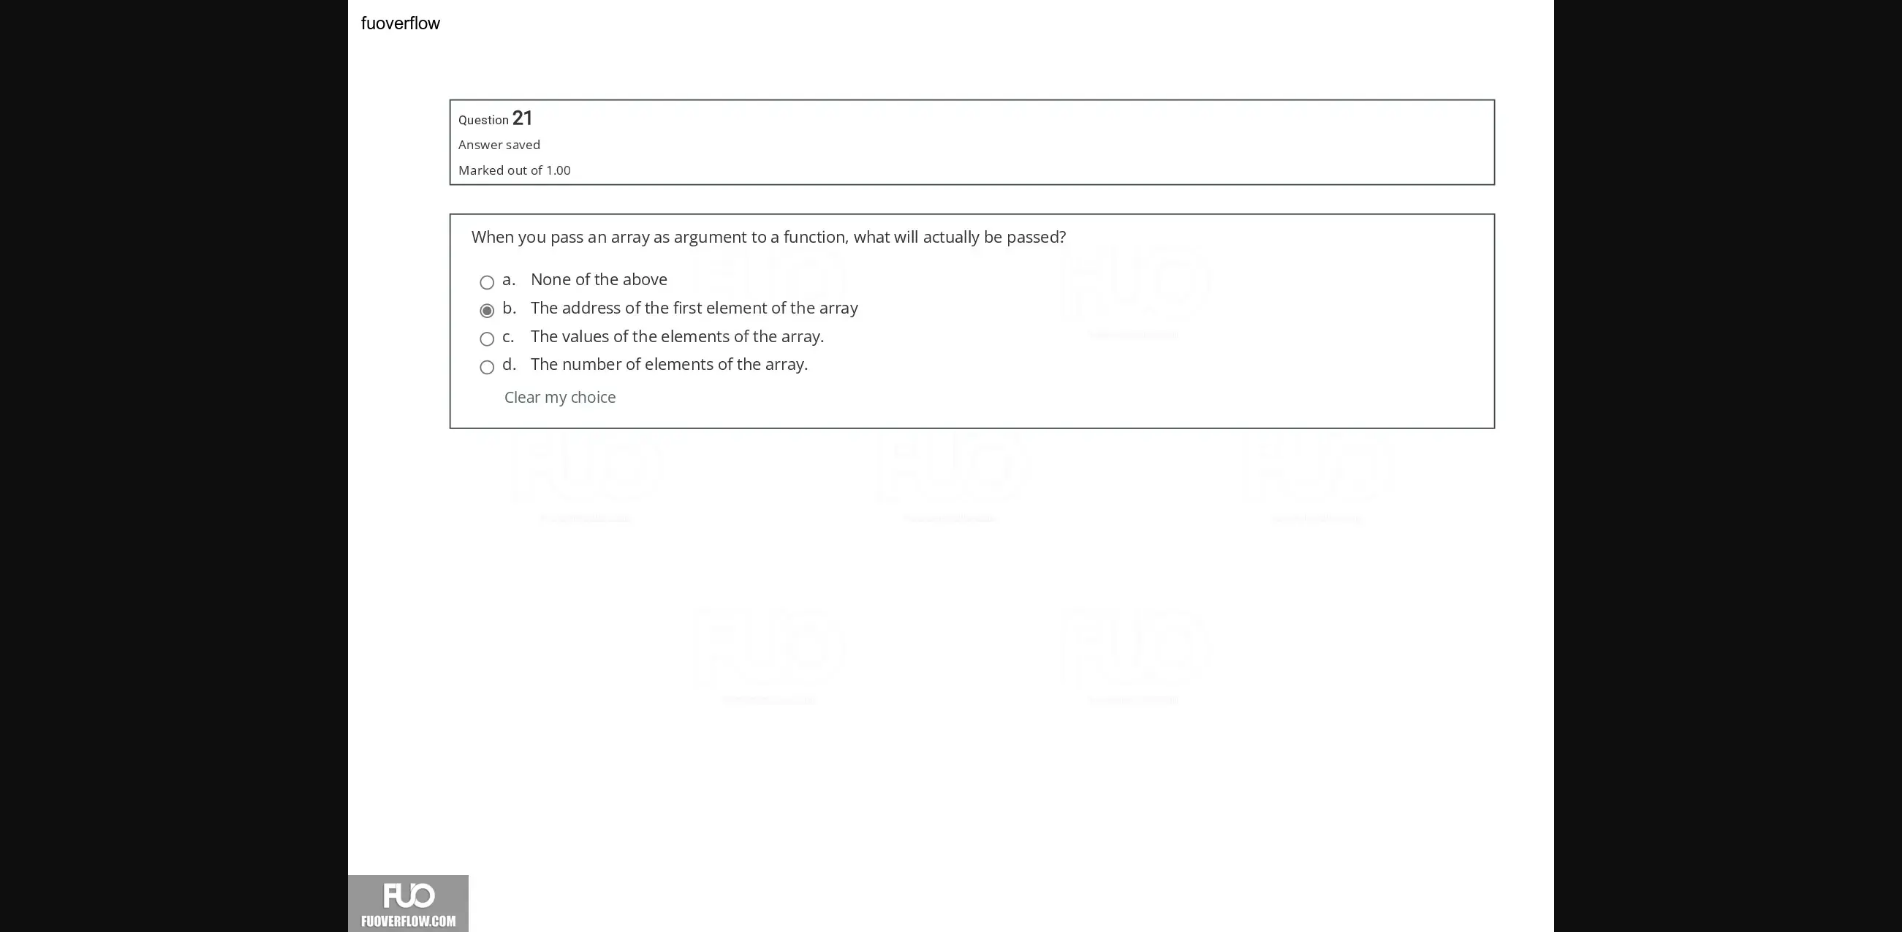 fuoverflow
Question 21
Answer saved
Marked out of 1.00
When you pass an array as argument to a function, what will actually be passed?
a. None of the above
b. The address of the first element of the array
c. The values of the elements of the array.
d. The number of elements of the array.
Clear my choice
FUO
FUOVERFLOW.COM